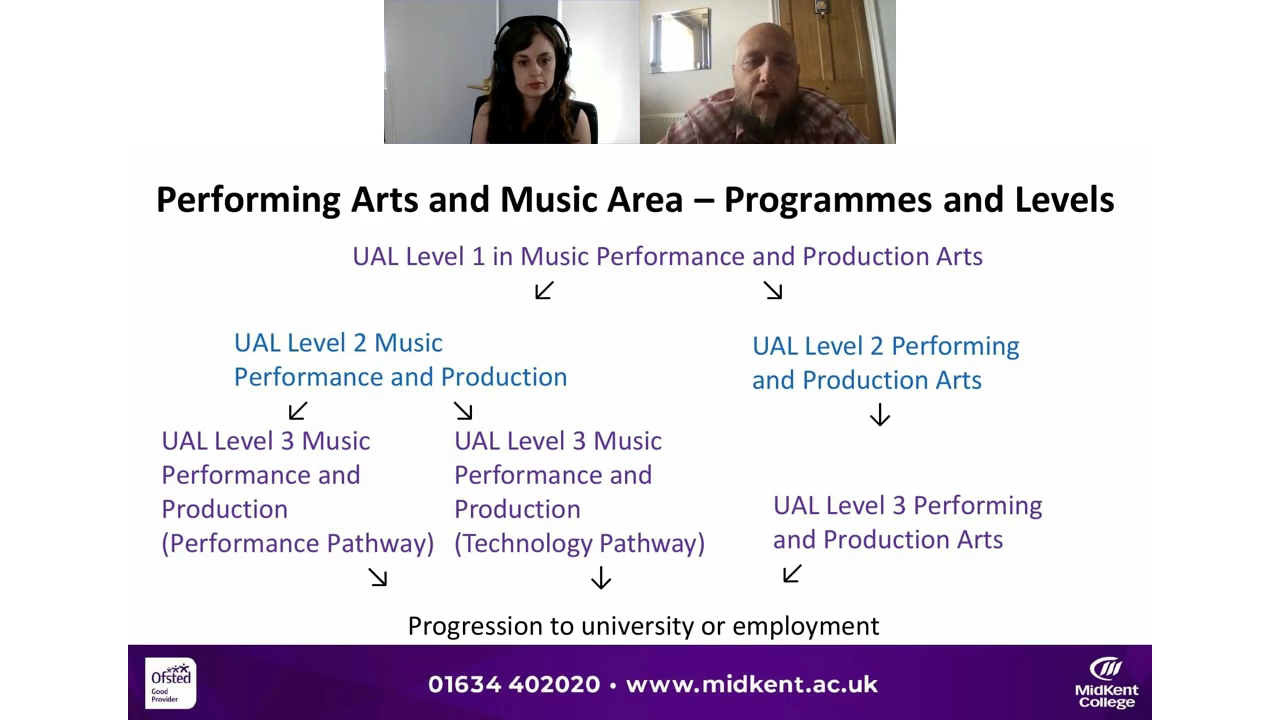 Performing Arts and Music Area – Programmes and Levels
UAL Level 1 in Music Performance and Production Arts
UAL Level 2 Music
Performance and Production
UAL Level 2 Performing
and Production Arts
UAL Level 3 Music
Performance and
Production
(Performance Pathway)
UAL Level 3 Music
Performance and
Production
(Technology Pathway)
UAL Level 3 Performing
and Production Arts
Progression to university or employment
Ofsted
Good
Provider
01634 402020 • www.midkent.ac.uk
MidKent
College